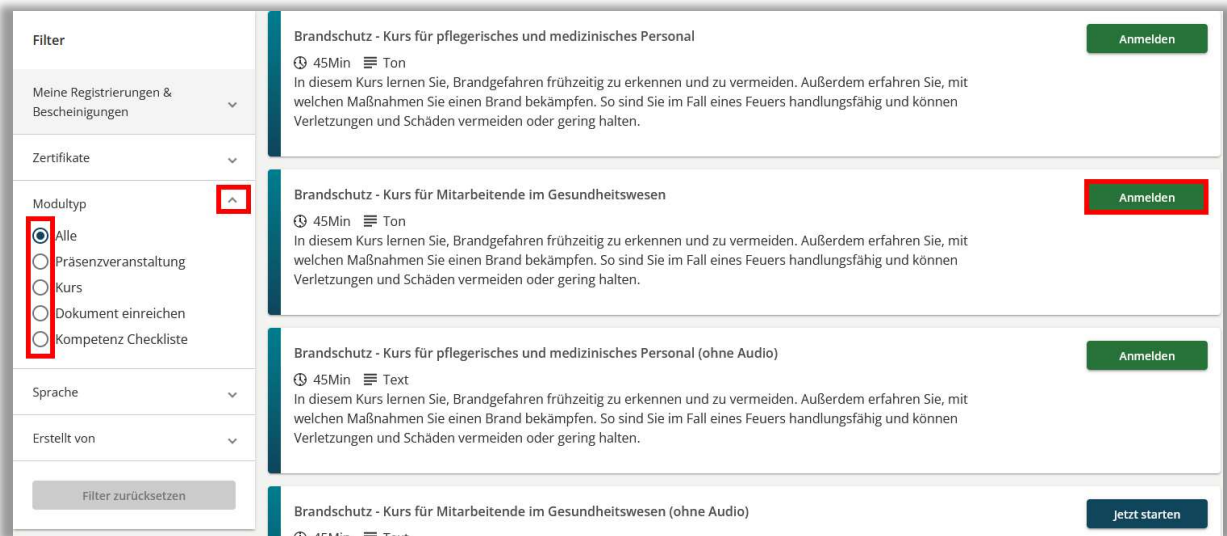 Filter
Meine Registrierungen &
Bescheinigungen
Zertifikate
Modultyp
Alle
Präsenzveranstaltung
Kurs
Dokument einreichen
Kompetenz Checkliste
Sprache
Erstellt von
Filter zurücksetzen
Brandschutz - Kurs für pflegerisches und medizinisches Personal
Anmelden
45Min Ton
In diesem Kurs lernen Sie, Brandgefahren frühzeitig zu erkennen und zu vermeiden. Außerdem erfahren Sie, mit
welchen Maßnahmen Sie einen Brand bekämpfen. So sind Sie im Fall eines Feuers handlungsfähig und können
Verletzungen und Schäden vermeiden oder gering halten.
Brandschutz - Kurs für Mitarbeitende im Gesundheitswesen
Anmelden
45Min Ton
In diesem Kurs lernen Sie, Brandgefahren frühzeitig zu erkennen und zu vermeiden. Außerdem erfahren Sie, mit
welchen Maßnahmen Sie einen Brand bekämpfen. So sind Sie im Fall eines Feuers handlungsfähig und können
Verletzungen und Schäden vermeiden oder gering halten.
Brandschutz - Kurs für pflegerisches und medizinisches Personal (ohne Audio)
Anmelden
45Min Text
In diesem Kurs lernen Sie, Brandgefahren frühzeitig zu erkennen und zu vermeiden. Außerdem erfahren Sie, mit
welchen Maßnahmen Sie einen Brand bekämpfen. So sind Sie im Fall eines Feuers handlungsfähig und können
Verletzungen und Schäden vermeiden oder gering halten.
Brandschutz - Kurs für Mitarbeitende im Gesundheitswesen (ohne Audio)
Jetzt starten
45Min Text